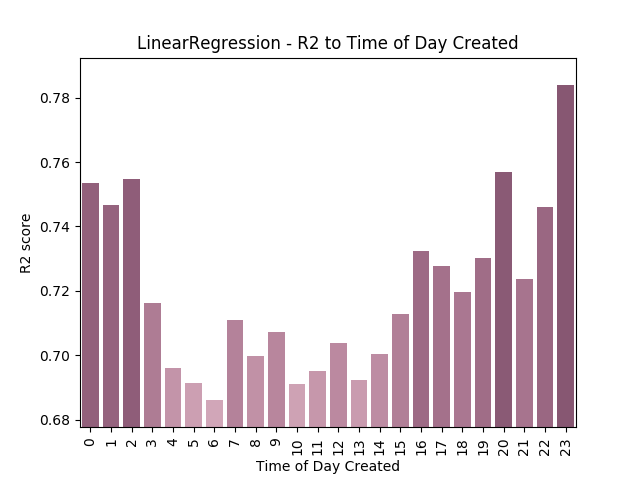 LinearRegression - R2 to Time of Day Created
0.78
0.76
0.74
0.72
0.70
0.68
R2 score
0 1 2 3 4 5 6 7 8 9 10 11 12 13 14 15 16 17 18 19 20 21 22 23
Time of Day Created